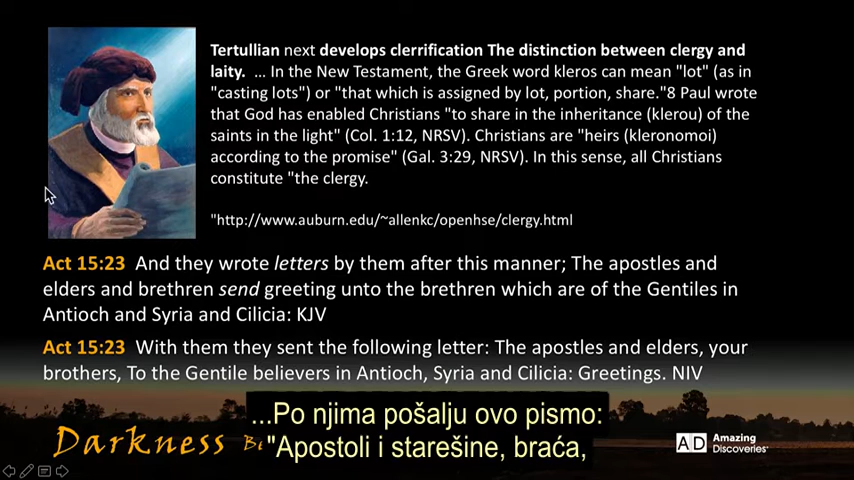 Tertullian next develops clerrification The distinction between clergy and
laity. ... In the New Testament, the Greek word kleros can mean "lot" (as in
"casting lots") or "that which is assigned by lot, portion, share."8 Paul wrote
that God has enabled Christians "to share in the inheritance (klerou) of the
saints in the light" (Col. 1:12, NRSV). Christians are "heirs (kleronomoi)
according to the promise" (Gal. 3:29, NRSV). In this sense, all Christians
constitute "the clergy.
"http://www.auburn.edu/~allenkc/openhse/clergy.html
Act 15:23 And they wrote letters by them after this manner; The apostles and
elders and brethren send greeting unto the brethren which are of the Gentiles in
Antioch and Syria and Cilicia: KJV
Act 15:23 With them they sent the following letter: The apostles and elders, your
brothers, To the Gentile believers in Antioch, Syria and Cilicia: Greetings. NIV
...Po njima pošalju ovo pismo:
"Apostoli i starešine, braća,
Darkness
AD Amazing
Discoveries